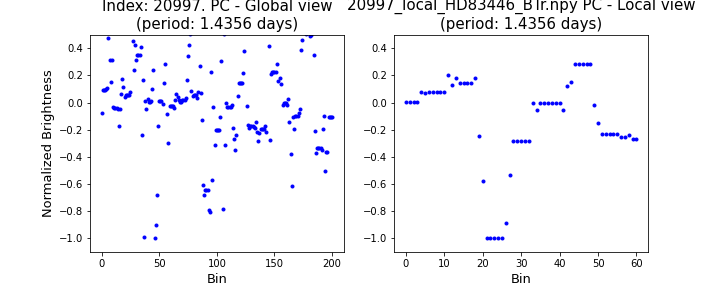 Index: 20997. PC - Global view
(period: 1.4356 days)
20997_local_HD83446_BTr.npy PC - Local view
(period: 1.4356 days)
Normalized Brightness
0.4
0.2
0.0
−0.2
−0.4
−0.6
−0.8
−1.0
0 50 100 150 200
Bin
0.4
0.2
0.0
−0.2
−0.4
−0.6
−0.8
−1.0
0 10 20 30 40 50 60
Bin